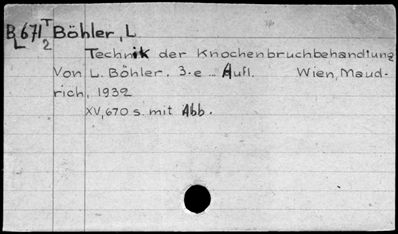 B 671 T Böhler, L
L 2
Technik der Knochenbruchbehandlung
Von L. Böhler. 3.e ... Aufl. Wien, Maud-
rich, 1932
XV, 670 s. mit Abb.